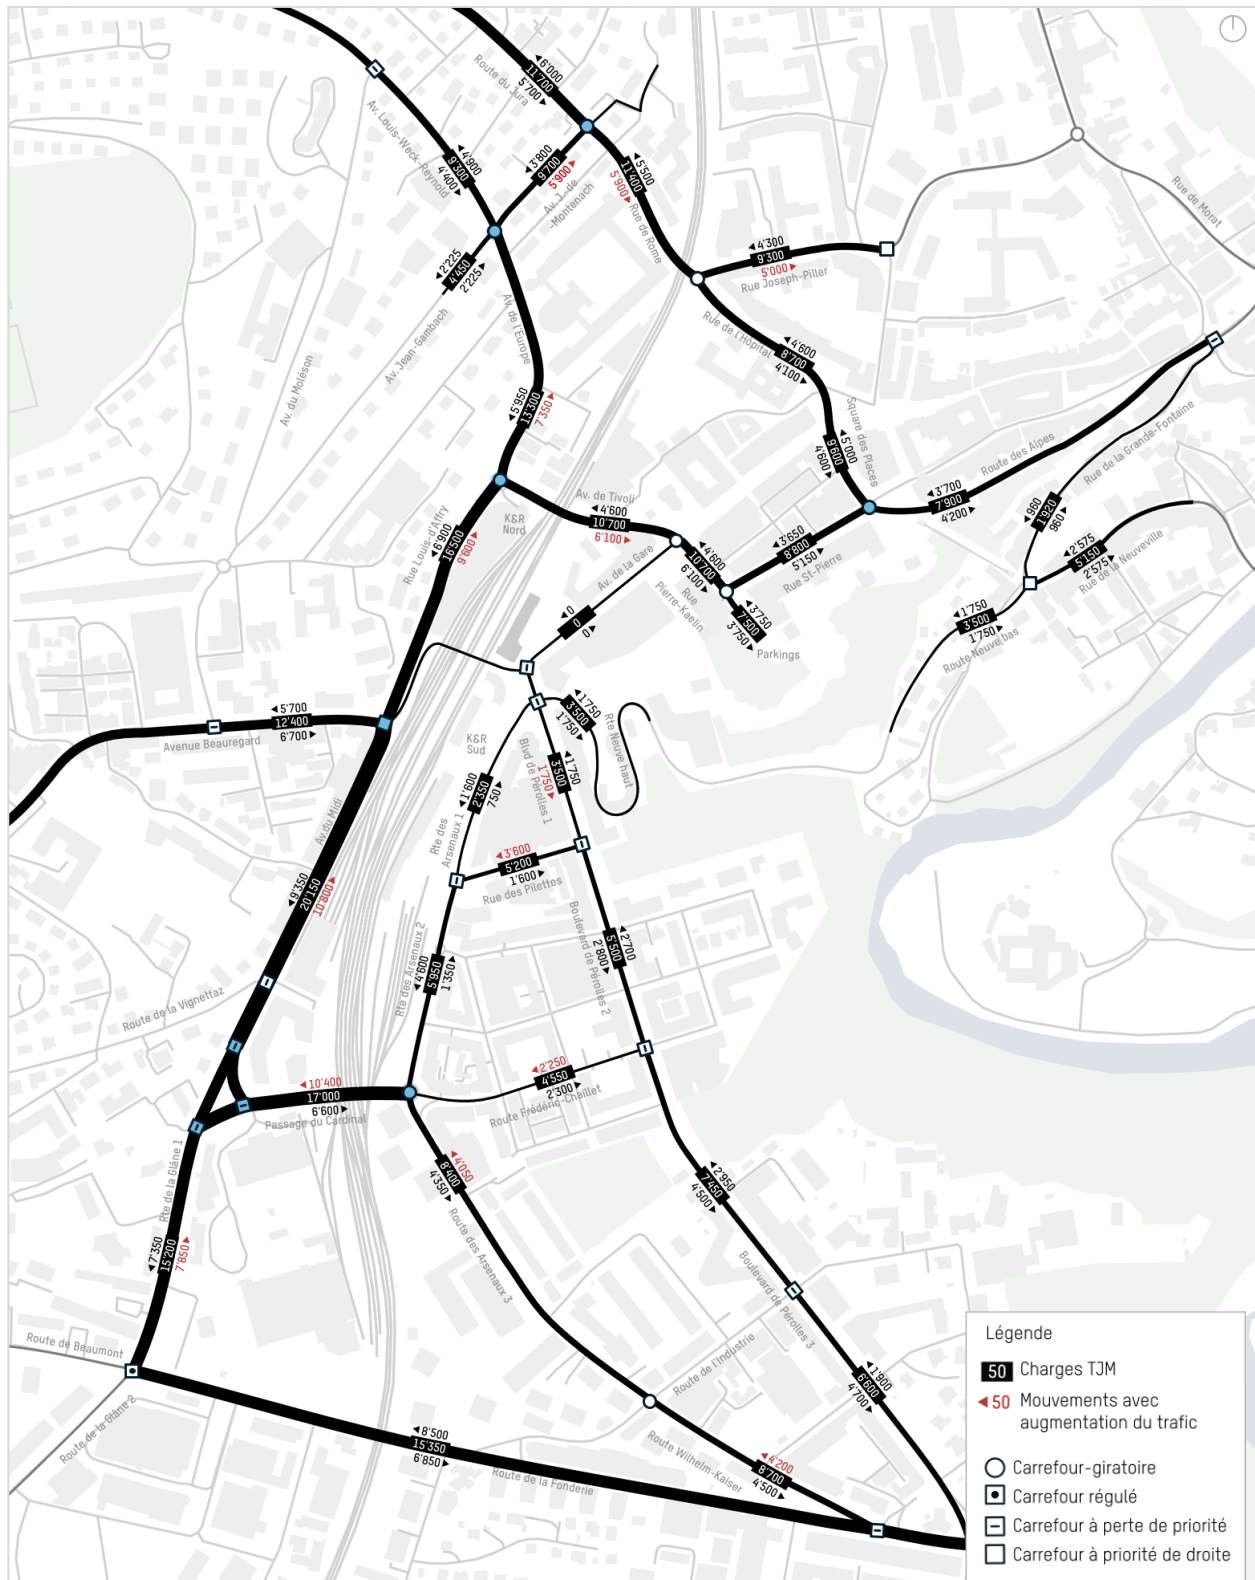 Route du Jura
◄6'000
11'700
5'700►
Av. Louis-Weck-Reynold
◄4'900
9'300
4'400►
◄3'800
9'700
5'900►
Av. J.-de
-Montenach
◄5'500
11'400
5'900►
Rue de Rome
Rue de Morat
◄2'225
4'450
2'225►
Av. Jean-Gambach
Av. de l'Europe
◄4'300
9'300
5'000►
Rue Joseph-Piller
Rue de l'Hôpital
◄4'600
8'700
4'100►
Av. du Moléson
◄5'950
13'300
7'350►
Square des Places
◄5'000
9'600
4'600►
Route des Alpes
◄3'700
7'900
4'200►
Rue de la Grande-Fontaine
◄960
1'920
960►
Av. de Tivoli
◄4'600
10'700
6'100►
K&R
Nord
Rue Louis-d'Affry
◄6'900
16'500
9'600►
Av. de la Gare
◄0
0
0►
◄4'600
10'700
6'100►
Rue
Pierre-Kaelin
◄3'650
8'800
5'150►
Rue St-Pierre
◄3'750
7'500
3'750►
Parkings
◄2'575
5'150
2'575►
Rue de la Neuveville
◄1'750
3'500
1'750►
Route Neuve bas
◄5'700
12'400
6'700►
Avenue Beauregard
K&R
Sud
◄1'750
3'500
1'750►
Rte Neuve haut
Blvd de Pérolles 1
◄1'750
3'500
1'750►
◄1'600
2'350
750►
Rte des
Arsenaux 1
Av. du Midi
◄9'350
20'150
10'800►
◄3'600
5'200
1'600►
Rue des Pilettes
Boulevard de Pérolles 2
◄2'700
5'500
2'800►
Rte des Arsenaux 2
◄4'600
5'950
1'350►
Route de la Vignettaz
◄10'400
17'000
6'600►
Passage du Cardinal
◄2'250
4'550
2'300►
Route Frédéric-Chaillet
Rte de la Glâne 1
◄7'350
15'200
7'850►
◄4'050
8'400
4'350►
Route des Arsenaux 3
◄2'950
7'450
4'500►
Boulevard de Pérolles 3
Route de Beaumont
Route de la Glâne 2
Route de l'Industrie
◄1'900
6'600
4'700►
◄8'500
15'350
6'850►
Route de la Fonderie
Route Wilhelm-Kaiser
◄4'200
8'700
4'500►
Légende
50 Charges TJM
◄50 Mouvements avec
augmentation du trafic
Carrefour-giratoire
Carrefour régulé
Carrefour à perte de priorité
Carrefour à priorité de droite